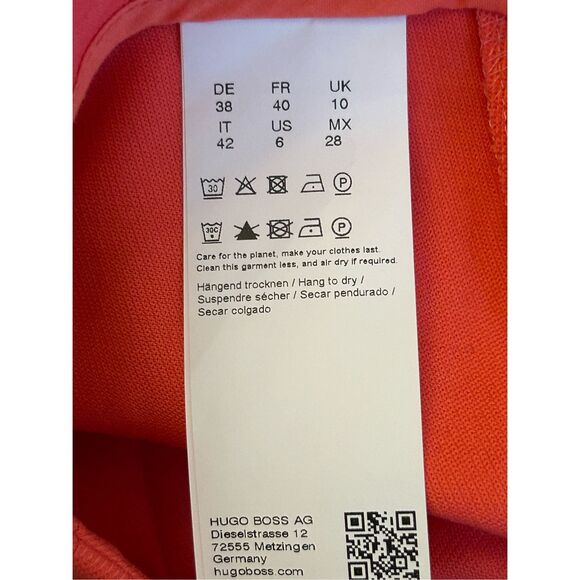 DE FR UK
38 40 10
IT US MX
42 6 28
30 P
30C P
Care for the planet, make your clothes last.
Clean this garment less, and air dry if required.
Hängend trocknen / Hang to dry /
Suspendre sécher / Secar pendurado /
Secar colgado
HUGO BOSS AG
Dieselstrasse 12
72555 Metzingen
Germany
hugoboss.com